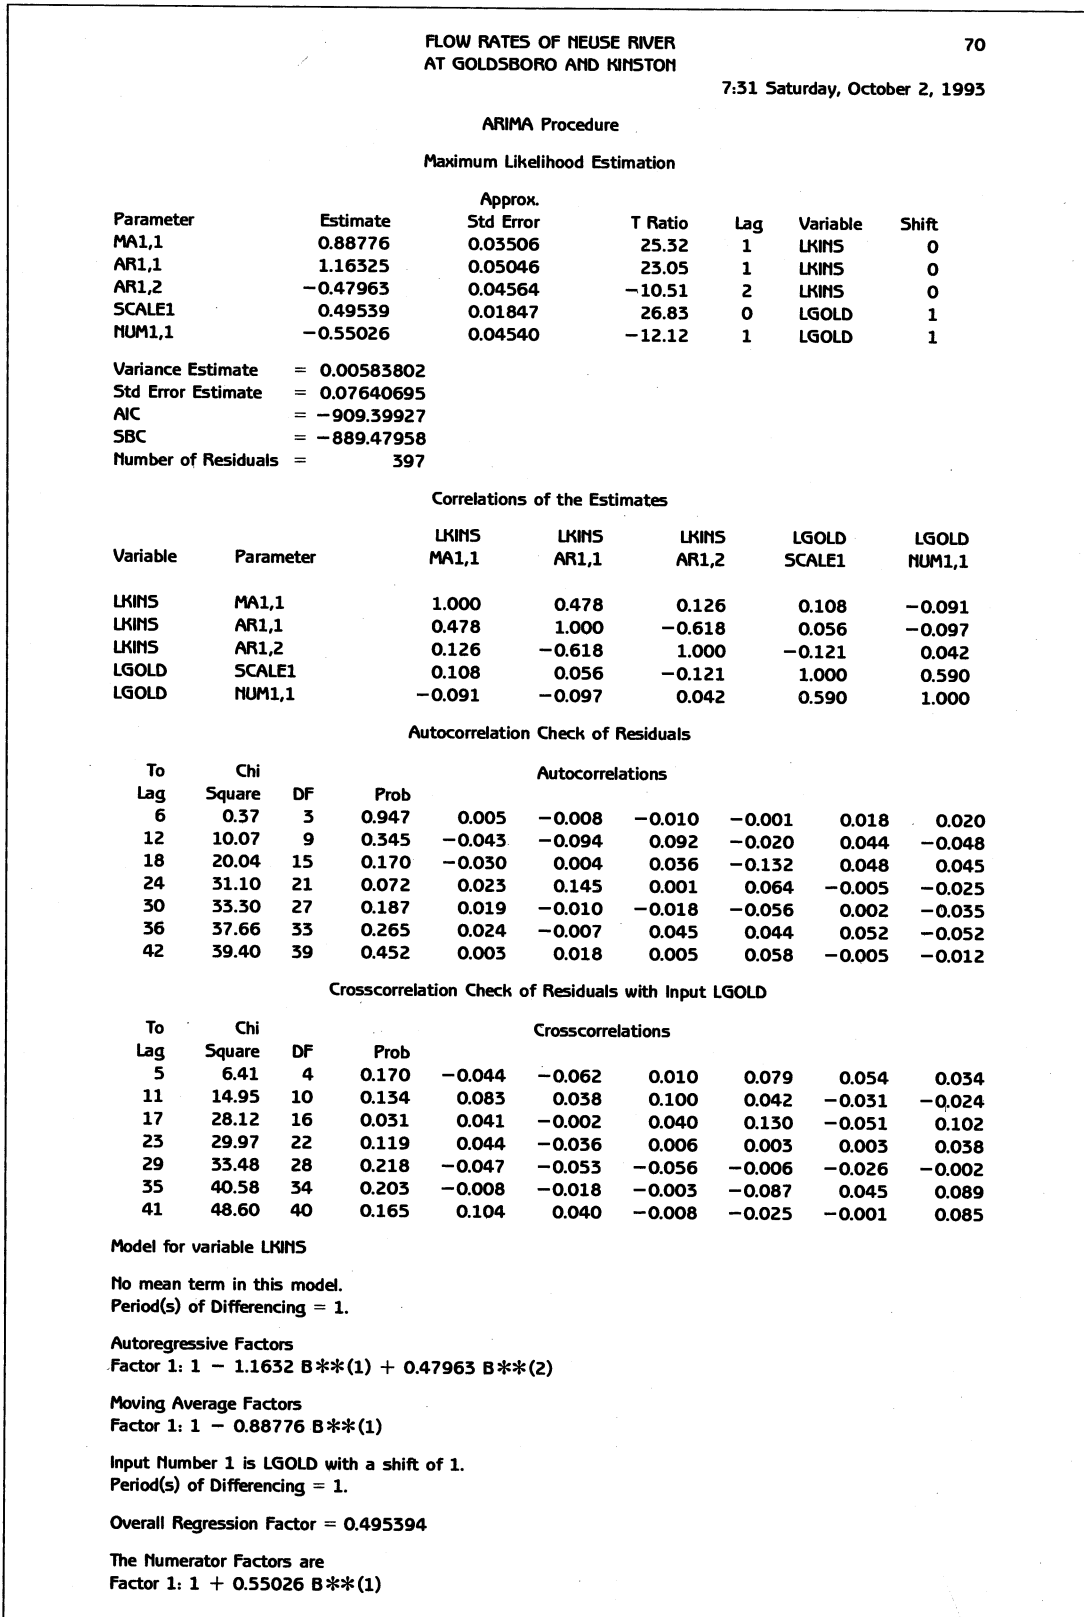 FLOW RATES OF NEUSE RIVER 70
AT GOLDSBORO AND KINSTON
7:31 Saturday, October 2, 1993
ARIMA Procedure
Maximum Likelihood Estimation
Approx.
Parameter Estimate Std Error T Ratio Lag Variable Shift
MA1,1 0.88776 0.03506 25.32 1 LKINS 0
AR1,1 1.16325 0.05046 23.05 1 LKINS 0
AR1,2 −0.47963 0.04564 −10.51 2 LKINS 0
SCALE1 0.49539 0.01847 26.83 0 LGOLD 1
NUM1,1 −0.55026 0.04540 −12.12 1 LGOLD 1
Variance Estimate = 0.00583802
Std Error Estimate = 0.07640695
AIC = −909.39927
SBC = −889.47958
Number of Residuals = 397
Correlations of the Estimates
LKINS LKINS LKINS LGOLD LGOLD
Variable Parameter MA1,1 AR1,1 AR1,2 SCALE1 NUM1,1
LKINS MA1,1 1.000 0.478 0.126 0.108 −0.091
LKINS AR1,1 0.478 1.000 −0.618 0.056 −0.097
LKINS AR1,2 0.126 −0.618 1.000 −0.121 0.042
LGOLD SCALE1 0.108 0.056 −0.121 1.000 0.590
LGOLD NUM1,1 −0.091 −0.097 0.042 0.590 1.000
Autocorrelation Check of Residuals
To Chi Autocorrelations
Lag Square DF Prob
6 0.37 3 0.947 0.005 −0.008 −0.010 −0.001 0.018 0.020
12 10.07 9 0.345 −0.043 −0.094 0.092 −0.020 0.044 −0.048
18 20.04 15 0.170 −0.030 0.004 0.036 −0.132 0.048 0.045
24 31.10 21 0.072 0.023 0.145 0.001 0.064 −0.005 −0.025
30 33.30 27 0.187 0.019 −0.010 −0.018 −0.056 0.002 −0.035
36 37.66 33 0.265 0.024 −0.007 0.045 0.044 0.052 −0.052
42 39.40 39 0.452 0.003 0.018 0.005 0.058 −0.005 −0.012
Crosscorrelation Check of Residuals with Input LGOLD
To Chi Crosscorrelations
Lag Square DF Prob
5 6.41 4 0.170 −0.044 −0.062 0.010 0.079 0.054 0.034
11 14.95 10 0.134 0.083 0.038 0.100 0.042 −0.031 −0.024
17 28.12 16 0.031 0.041 −0.002 0.040 0.130 −0.051 0.102
23 29.97 22 0.119 0.044 −0.036 0.006 0.003 0.003 0.038
29 33.48 28 0.218 −0.047 −0.053 −0.056 −0.006 −0.026 −0.002
35 40.58 34 0.203 −0.008 −0.018 −0.003 −0.087 0.045 0.089
41 48.60 40 0.165 0.104 0.040 −0.008 −0.025 −0.001 0.085
Model for variable LKINS
No mean term in this model.
Period(s) of Differencing = 1.
Autoregressive Factors
Factor 1: 1 − 1.1632 B**(1) + 0.47963 B**(2)
Moving Average Factors
Factor 1: 1 − 0.88776 B**(1)
Input Number 1 is LGOLD with a shift of 1.
Period(s) of Differencing = 1.
Overall Regression Factor = 0.495394
The Numerator Factors are
Factor 1: 1 + 0.55026 B**(1)